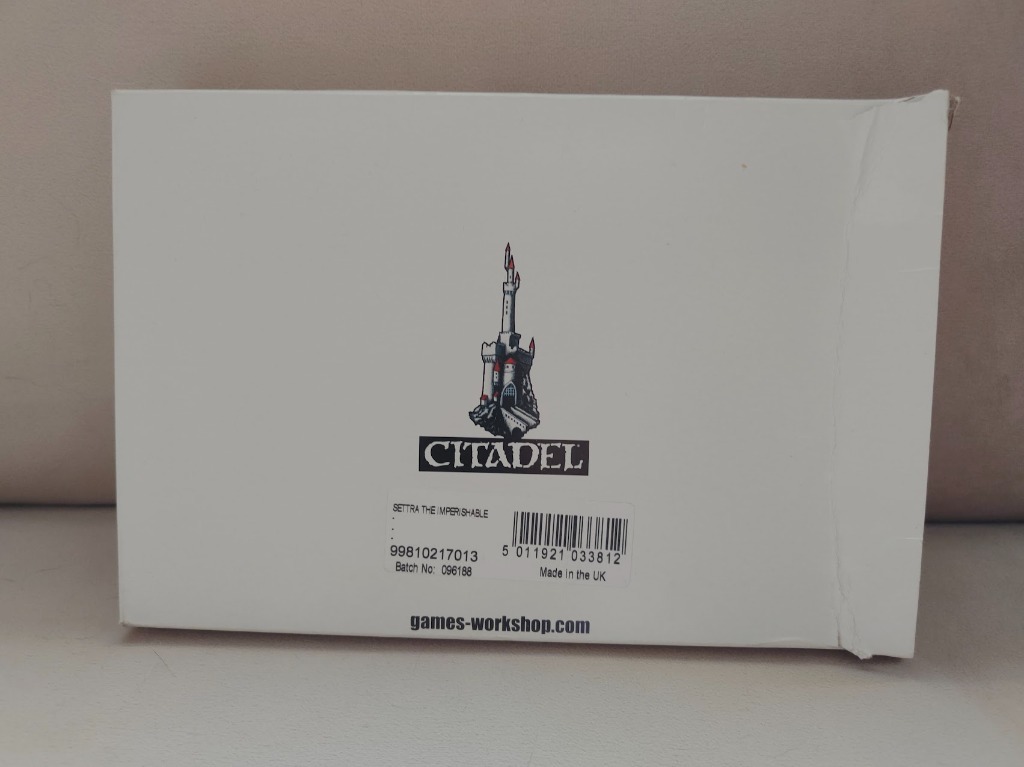 CITADEL
SETTRA THE IMPERISHABLE
-
:
:
99810217013
Batch No: 096188
5 011921 033812
Made in the UK
games-workshop.com